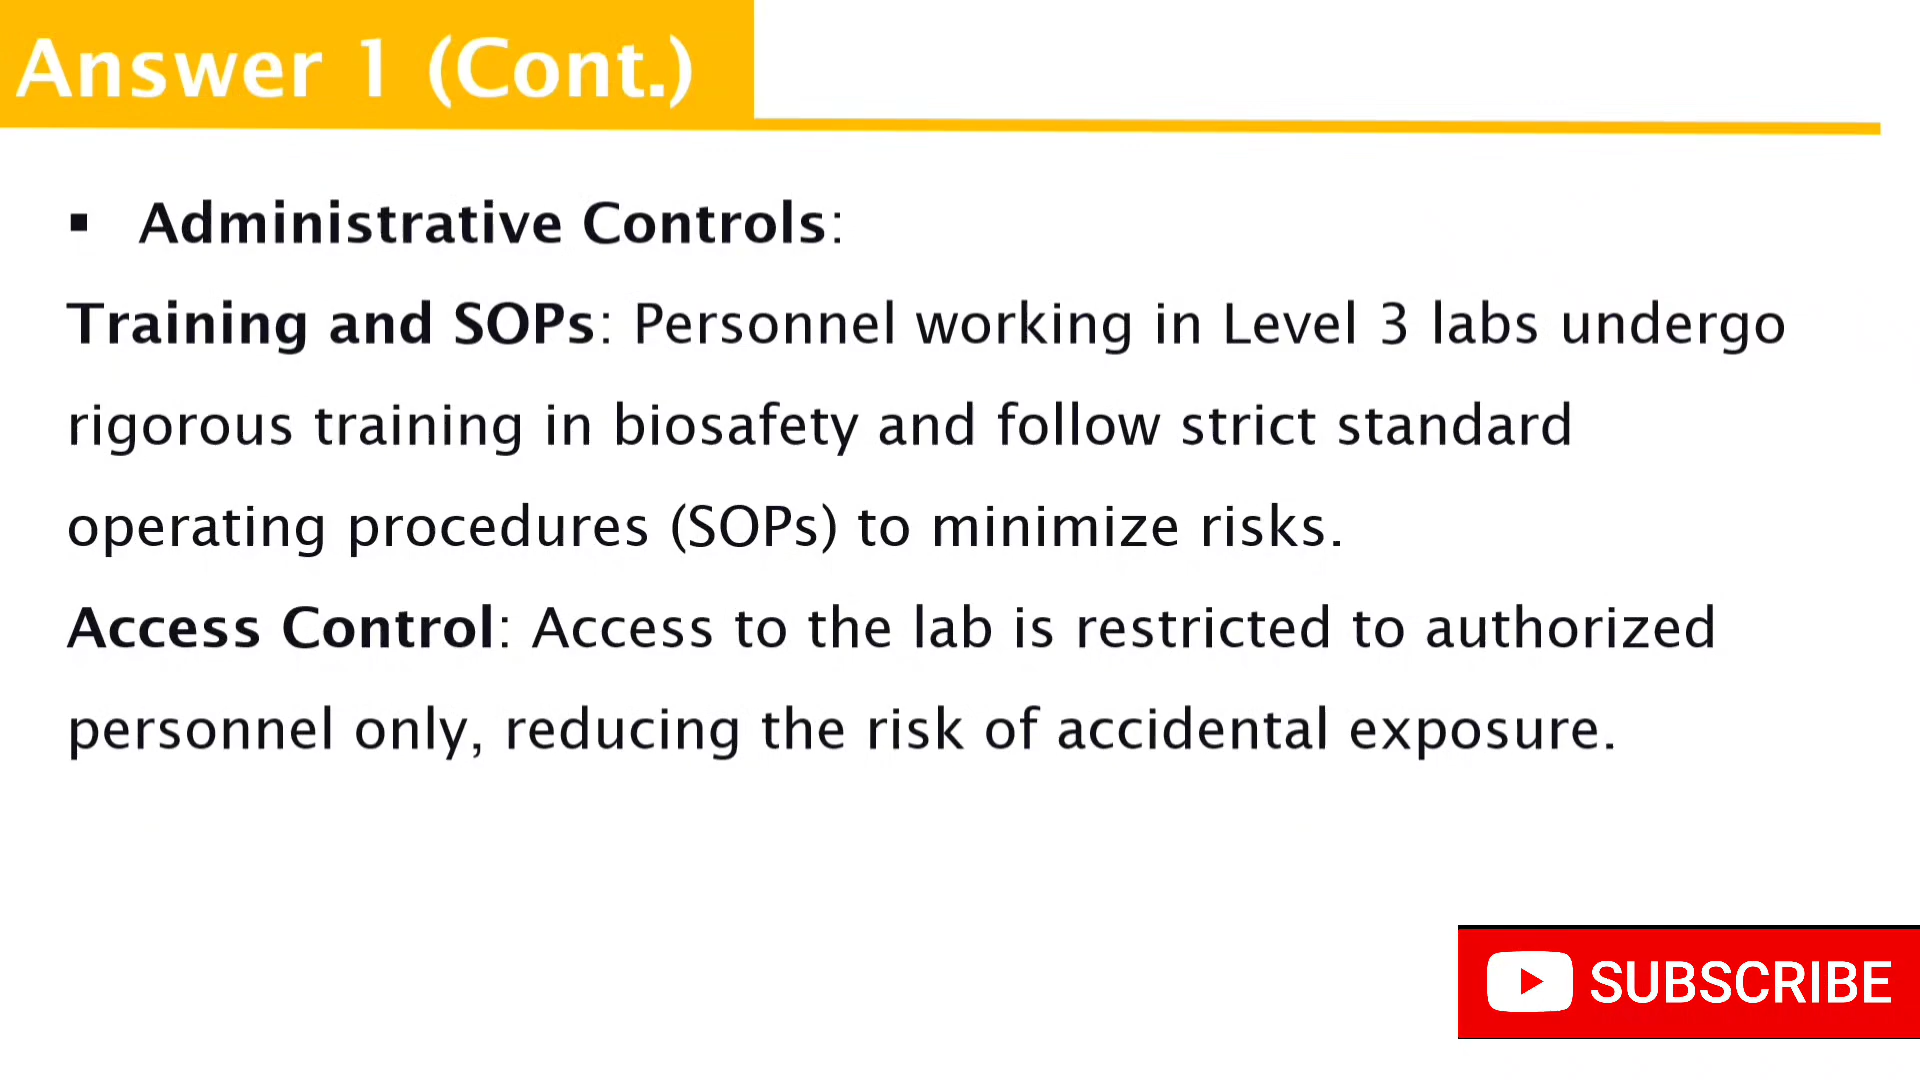 Answer 1 (Cont.)
▪ Administrative Controls:
Training and SOPs: Personnel working in Level 3 labs undergo
rigorous training in biosafety and follow strict standard
operating procedures (SOPs) to minimize risks.
Access Control: Access to the lab is restricted to authorized
personnel only, reducing the risk of accidental exposure.
SUBSCRIBE